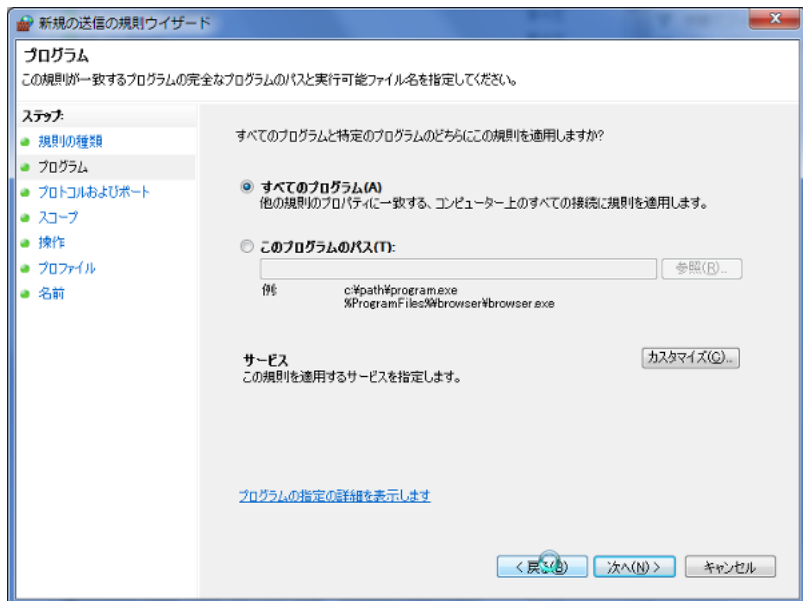 新規の送信の規則ウィザード
プログラム
この規則が一致するプログラムの完全なプログラムのパスと実行可能ファイル名を指定してください。
ステップ:
規則の種類
プログラム
プロトコルおよびポート
スコープ
操作
プロファイル
名前
すべてのプログラムと特定のプログラムのどちらにこの規則を適用しますか?
すべてのプログラム(A)
他の規則のプロパティに一致する、コンピューター上のすべての接続に規則を適用します。
このプログラムのパス(T):
参照(R)...
例: c:¥path¥program.exe
%ProgramFiles%¥browser¥browser.exe
サービス
この規則を適用するサービスを指定します。
カスタマイズ(C)...
プログラムの指定の詳細を表示します
< 戻る(B)
次へ(N) >
キャンセル